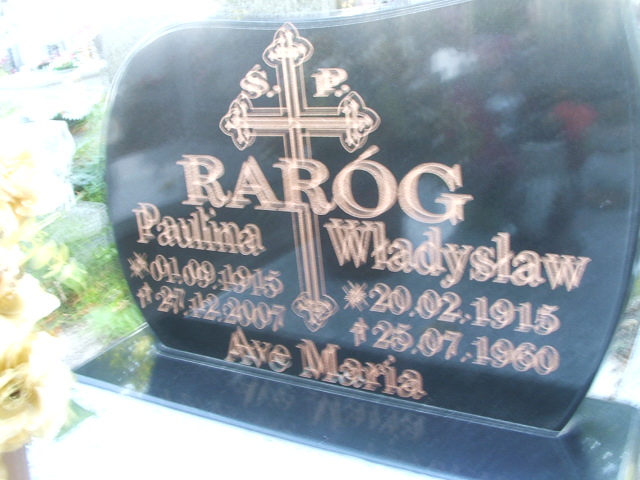 Ś. P.
RARÓG
Paulina Władysław
01.09.1915 20.02.1915
27.12.2007 25.07.1960
Ave Maria